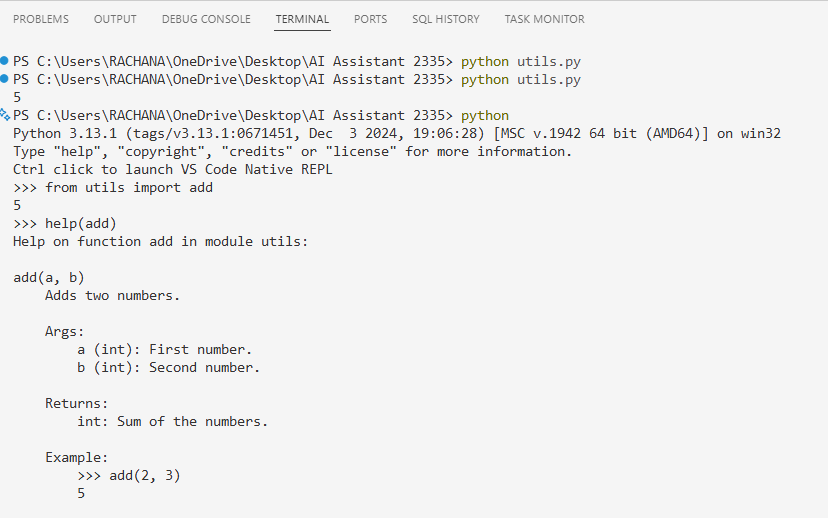 PROBLEMS OUTPUT DEBUG CONSOLE TERMINAL PORTS SQL HISTORY TASK MONITOR
PS C:\Users\RACHANA\OneDrive\Desktop\AI Assistant 2335> python utils.py
PS C:\Users\RACHANA\OneDrive\Desktop\AI Assistant 2335> python utils.py
5
PS C:\Users\RACHANA\OneDrive\Desktop\AI Assistant 2335> python
Python 3.13.1 (tags/v3.13.1:0671451, Dec  3 2024, 19:06:28) [MSC v.1942 64 bit (AMD64)] on win32
Type "help", "copyright", "credits" or "license" for more information.
Ctrl click to launch VS Code Native REPL
>>> from utils import add
5
>>> help(add)
Help on function add in module utils:

add(a, b)
    Adds two numbers.

    Args:
        a (int): First number.
        b (int): Second number.

    Returns:
        int: Sum of the numbers.

    Example:
        >>> add(2, 3)
        5